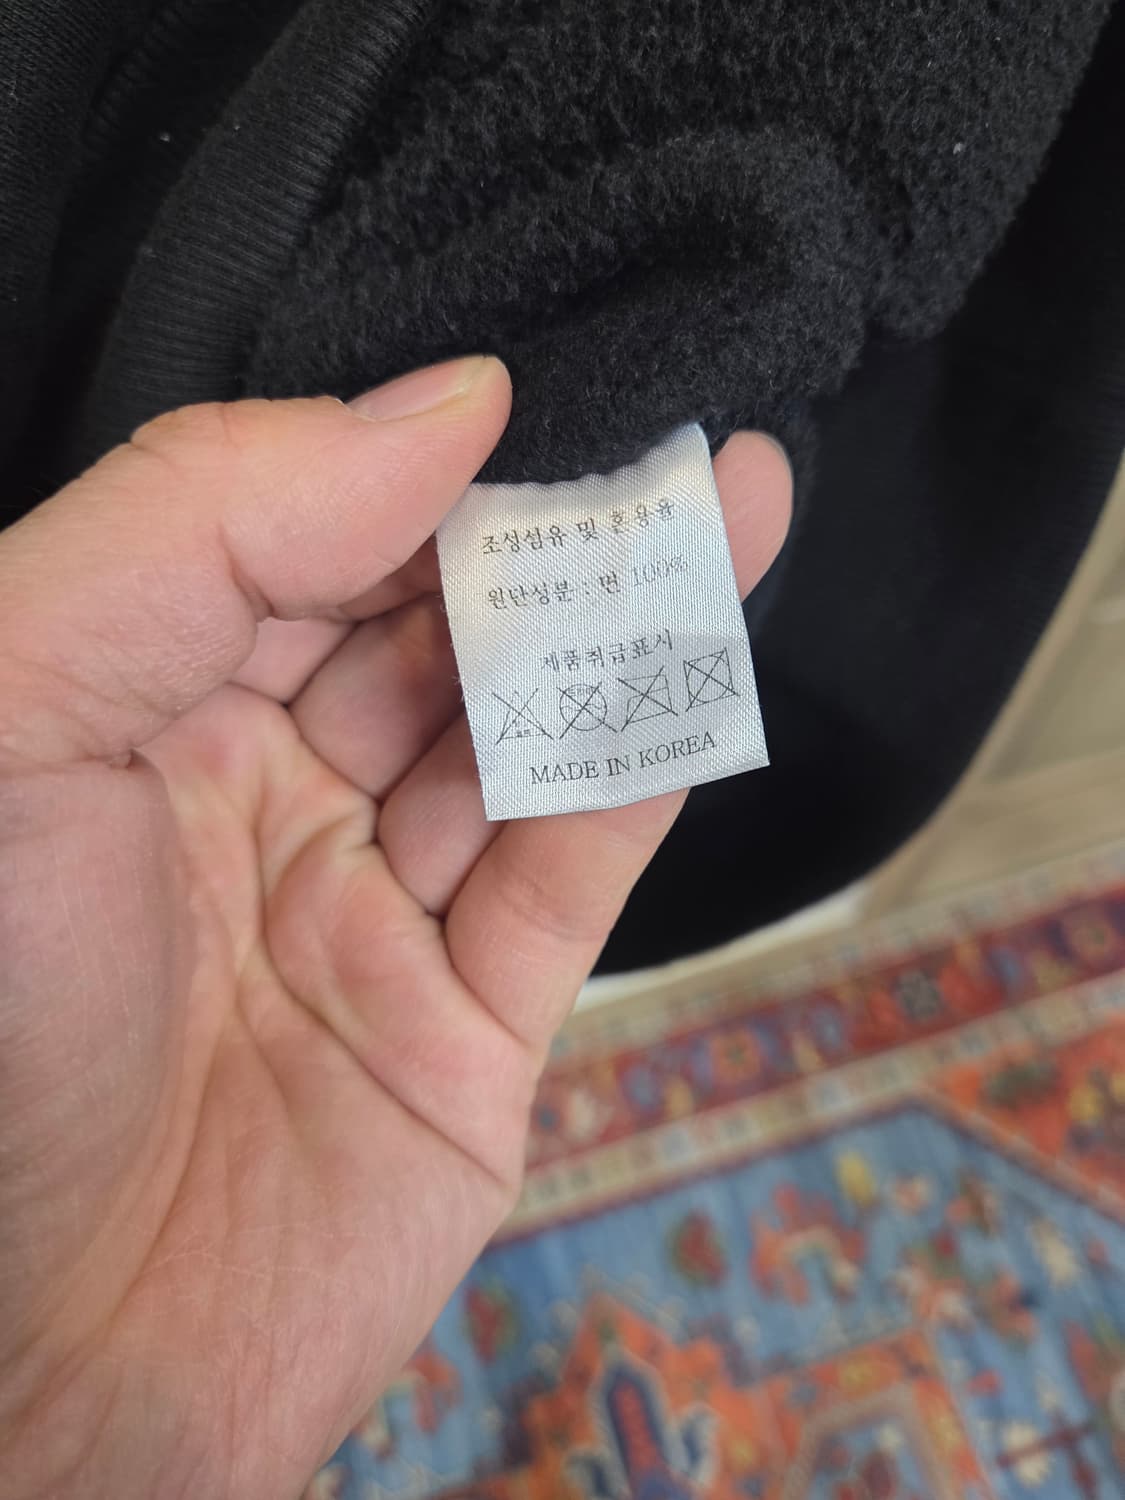 조성섬유 및 혼용율
원단성분 : 면 100%
제품취급표시
MADE IN KOREA